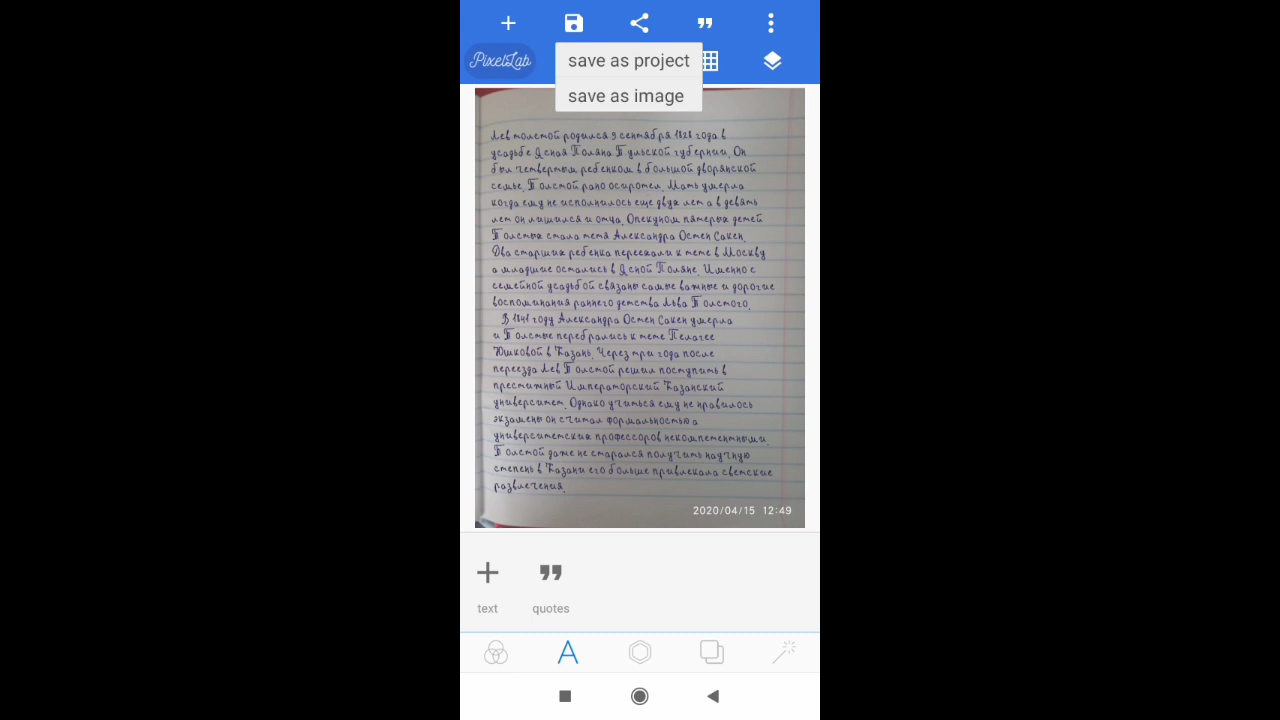 PixelLab
save as project
save as image
Лев толстой родился 9 сентября 1828 года в
усадьбе Ясная Поляна Тульской губернии. Он
был четвертым ребенком в большой дворянской
семье. Толстой рано осиротел. Мать умерла
когда ему не исполнилось еще двух лет а в девять
лет он лишился и отца. Опекуном пятерых детей
Толстых стала тетя Александра Остен Сакен.
Два старших ребенка переехали к тете в Москву
а младшие остались в Ясной Поляне. Именно с
семейной усадьбой связаны самые важные и дорогие
воспоминания раннего детства Льва Толстого.
В 1841 году Александра Остен Сакен умерла
и Толстые перебрались к тете Пелагее
Юшковой в Казань. Через три года после
переезда Лев Толстой решил поступить в
престижный Императорский Казанский
университет. Однако учиться ему не нравилось
экзамены он считал формальностью а
университетских профессоров некомпетентными.
Толстой даже не старался получить научную
степень в Казани его больше привлекали светские
развлечения.
2020/04/15 12:49
text
quotes